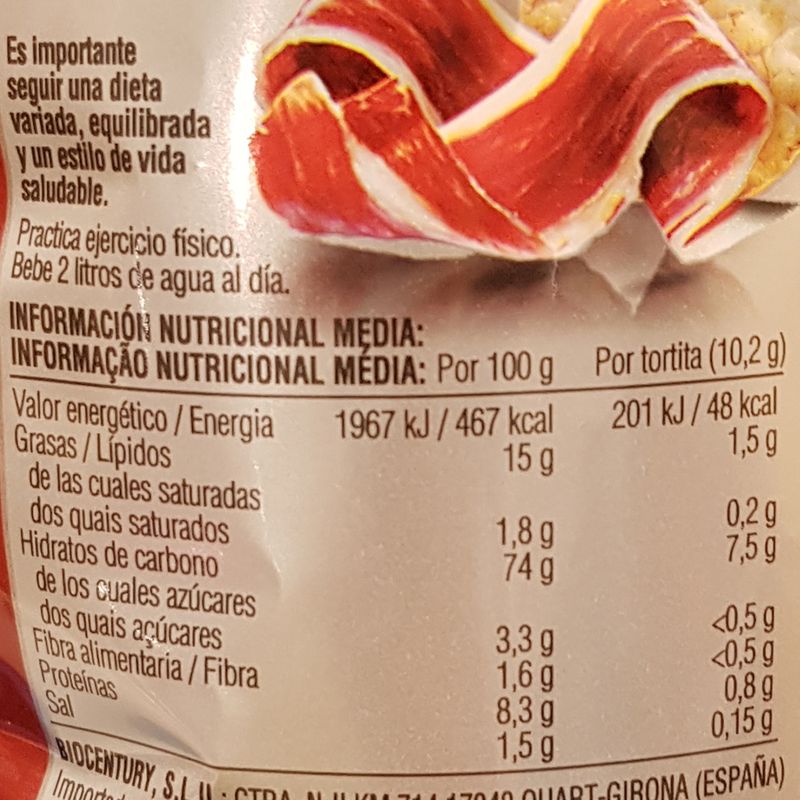 Es importante
seguir una dieta
variada, equilibrada
y un estilo de vida
saludable.
Practica ejercicio físico.
Bebe 2 litros de agua al día.
INFORMACIÓN NUTRICIONAL MEDIA:
INFORMAÇÃO NUTRICIONAL MÉDIA: Por 100 g Por tortita (10,2 g)
Valor energético / Energia 1967 kJ / 467 kcal 201 kJ / 48 kcal
Grasas / Lípidos 15 g 1,5 g
de las cuales saturadas
dos quais saturados 1,8 g 0,2 g
Hidratos de carbono 74 g 7,5 g
de los cuales azúcares
dos quais açúcares 3,3 g <0,5 g
Fibra alimentaria / Fibra 1,6 g <0,5 g
Proteínas 8,3 g 0,8 g
Sal 1,5 g 0,15 g
BIOCENTURY, S.L.U.: CTRA. QUART-GIRONA (ESPAÑA)